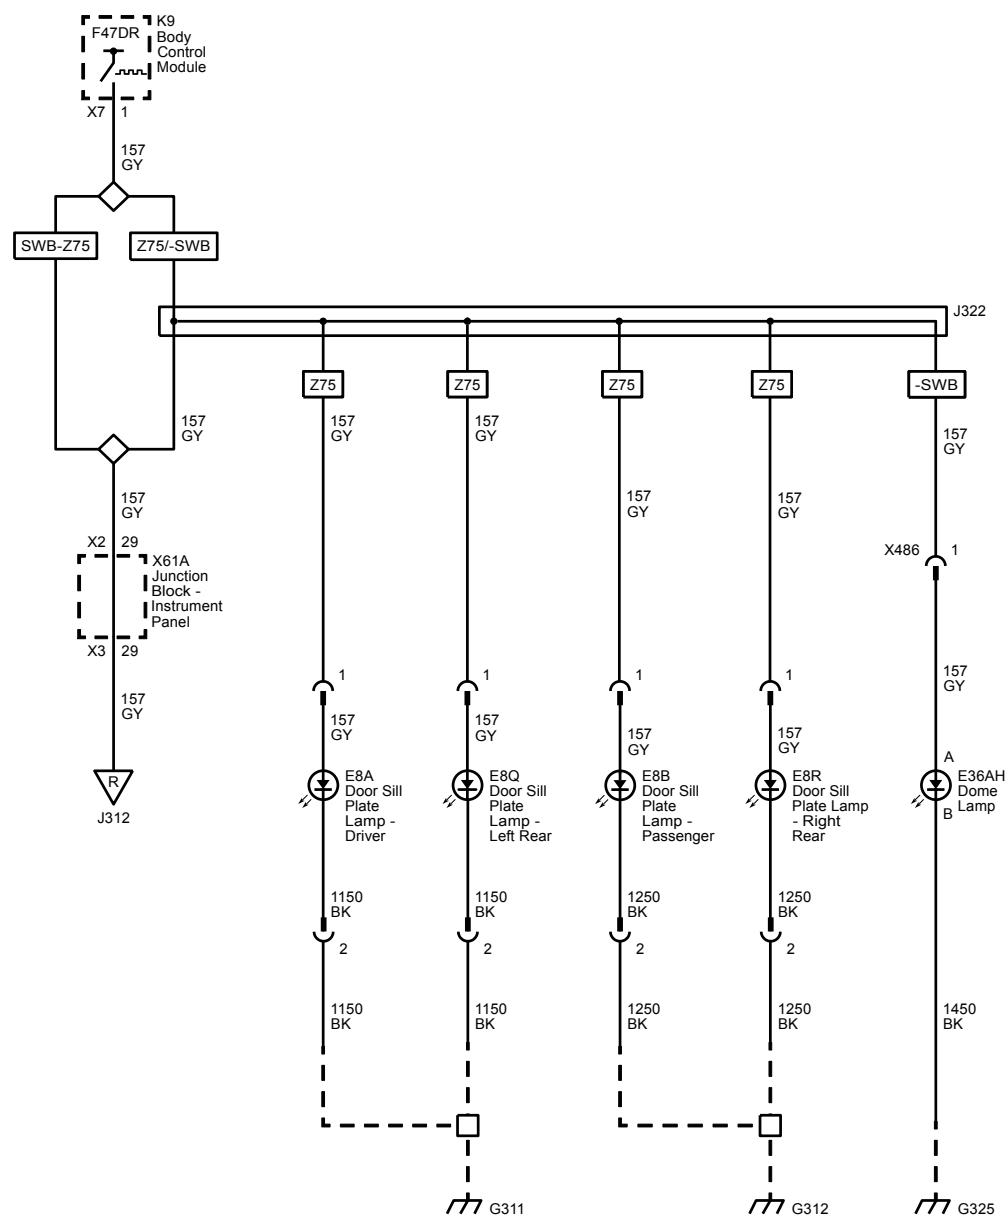 F47DR
K9
Body
Control
Module
X7 1
157
GY
SWB-Z75
Z75/-SWB
J322
Z75
Z75
Z75
Z75
-SWB
157
GY
157
GY
157
GY
157
GY
157
GY
157
GY
157
GY
X2 29
X486 1
X61A
Junction
Block -
Instrument
Panel
X3 29
1
1
1
1
157
GY
157
GY
157
GY
157
GY
157
GY
157
GY
R
J312
E8A
Door Sill
Plate
Lamp -
Driver
E8Q
Door Sill
Plate
Lamp -
Left Rear
E8B
Door Sill
Plate
Lamp -
Passenger
E8R
Door Sill
Plate Lamp
- Right
Rear
A
E36AH
Dome
Lamp
B
1150
BK
1150
BK
1250
BK
1250
BK
2
2
2
2
1150
BK
1150
BK
1250
BK
1250
BK
1450
BK
G311
G312
G325